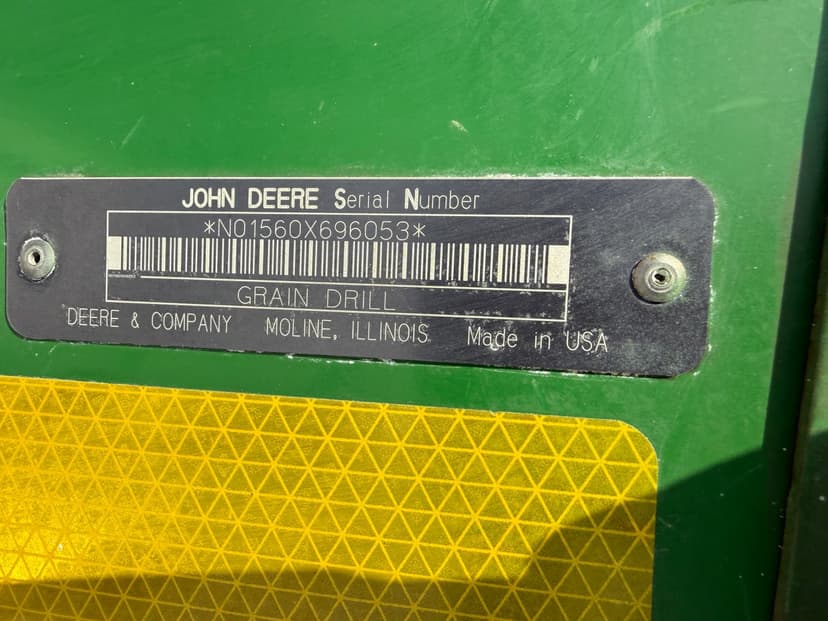 JOHN DEERE Serial Number
*N01560X696053*
GRAIN DRILL
DEERE & COMPANY MOLINE, ILLINOIS Made in USA